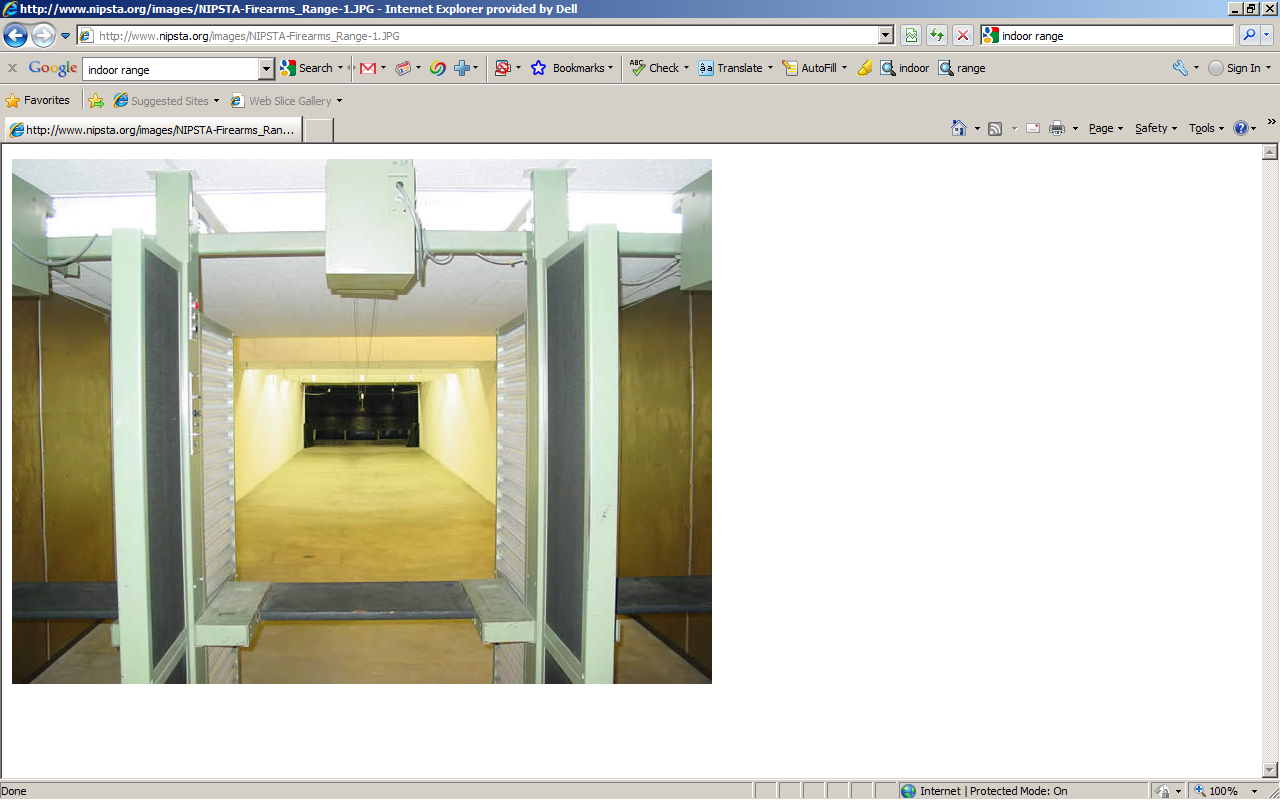 http://www.nipsta.org/images/NIPSTA-Firearms_Range-1.JPG - Internet Explorer provided by Dell
http://www.NIPSTA.org/images/NIPSTA-Firearms_Range-1.JPG indoor range
x Google indoor range Search Bookmarks Check Translate AutoFill indoor range Sign In
Favorites Suggested Sites Web Slice Gallery
http://www.nipsta.org/images/NIPSTA-Firearms_Ran... Page Safety Tools
Done Internet | Protected Mode: On 100%